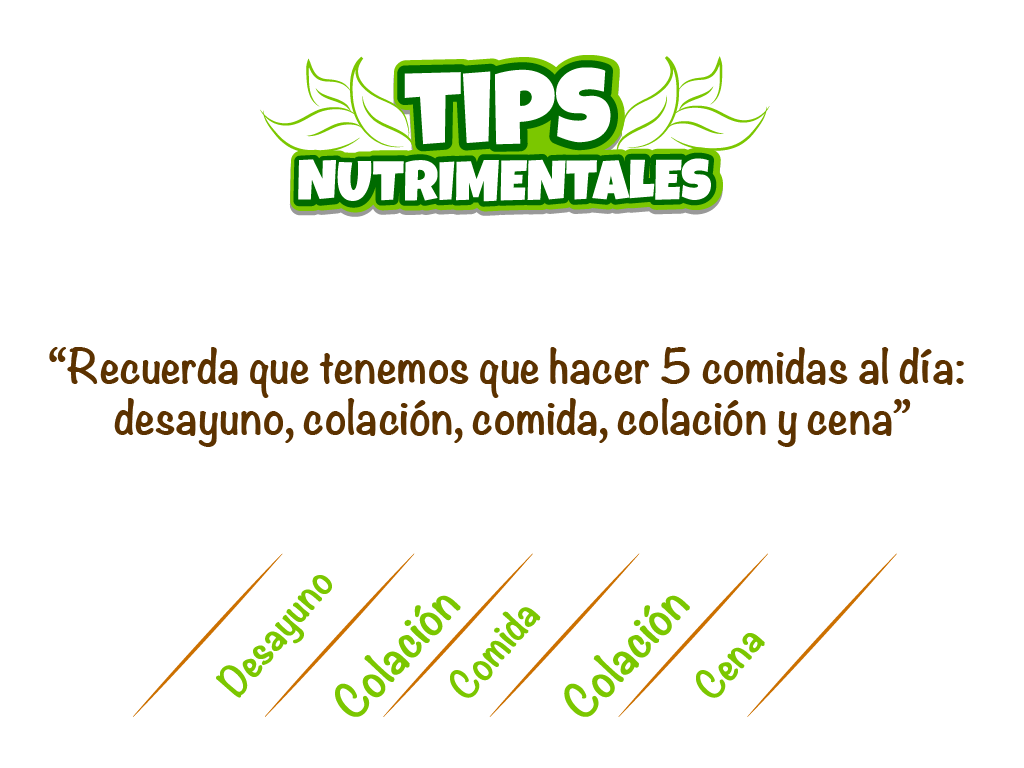 TIPS
NUTRIMENTALES
“Recuerda que tenemos que hacer 5 comidas al día:
desayuno, colación, comida, colación y cena”
Desayuno
Colación
Comida
Colación
Cena